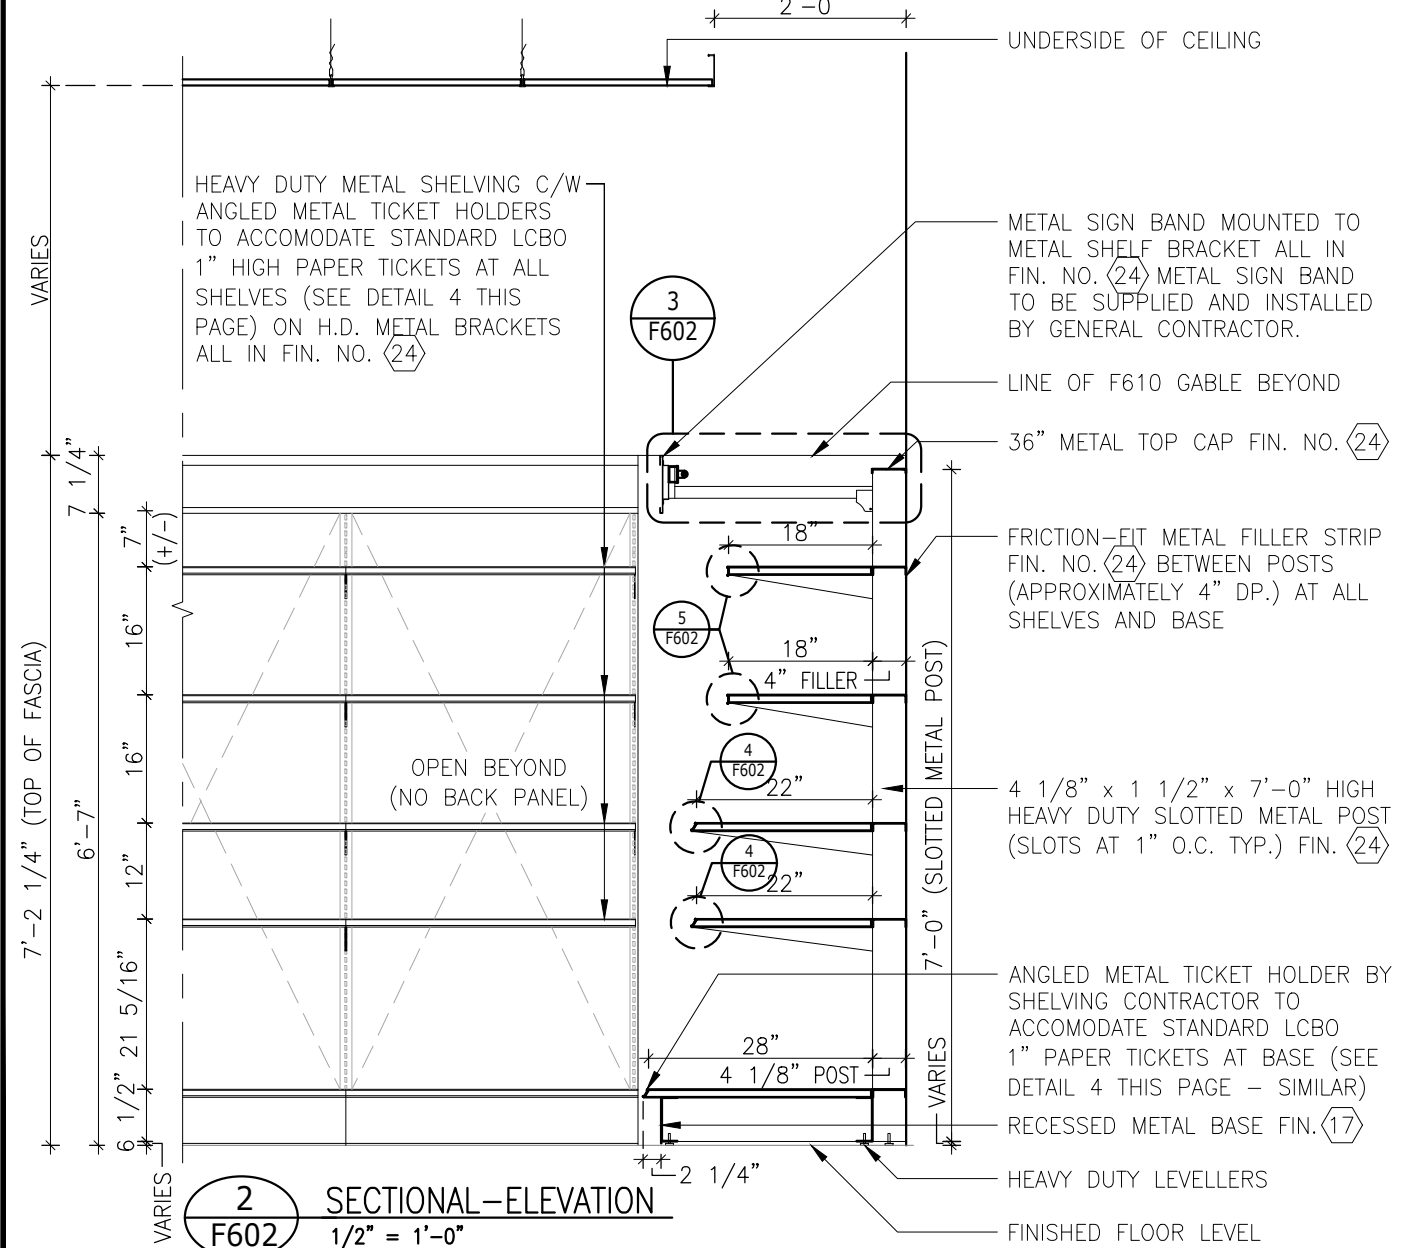 2'-0
UNDERSIDE OF CEILING
HEAVY DUTY METAL SHELVING C/W
ANGLED METAL TICKET HOLDERS
TO ACCOMODATE STANDARD LCBO
1" HIGH PAPER TICKETS AT ALL
SHELVES (SEE DETAIL 4 THIS
PAGE) ON H.D. METAL BRACKETS
ALL IN FIN. NO. 24
METAL SIGN BAND MOUNTED TO
METAL SHELF BRACKET ALL IN
FIN. NO. 24 METAL SIGN BAND
TO BE SUPPLIED AND INSTALLED
BY GENERAL CONTRACTOR.
VARIES
3
F602
LINE OF F610 GABLE BEYOND
36" METAL TOP CAP FIN. NO. 24
7 1/4"
7"
(+/-)
18"
FRICTION-FIT METAL FILLER STRIP
FIN. NO. 24 BETWEEN POSTS
(APPROXIMATELY 4" DP.) AT ALL
SHELVES AND BASE
16"
5
F602
18"
4" FILLER
7'-2 1/4" (TOP OF FASCIA)
6'-7"
16"
OPEN BEYOND
(NO BACK PANEL)
4
F602
22"
7'-0" (SLOTTED METAL POST)
4 1/8" x 1 1/2" x 7'-0" HIGH
HEAVY DUTY SLOTTED METAL POST
(SLOTS AT 1" O.C. TYP.) FIN. 24
12"
4
F602
22"
21 5/16"
ANGLED METAL TICKET HOLDER BY
SHELVING CONTRACTOR TO
ACCOMODATE STANDARD LCBO
1" PAPER TICKETS AT BASE (SEE
DETAIL 4 THIS PAGE - SIMILAR)
28"
4 1/8" POST
VARIES
6 1/2"
RECESSED METAL BASE FIN. 17
2 1/4"
HEAVY DUTY LEVELLERS
VARIES
2
F602
SECTIONAL-ELEVATION
1/2" = 1'-0"
FINISHED FLOOR LEVEL